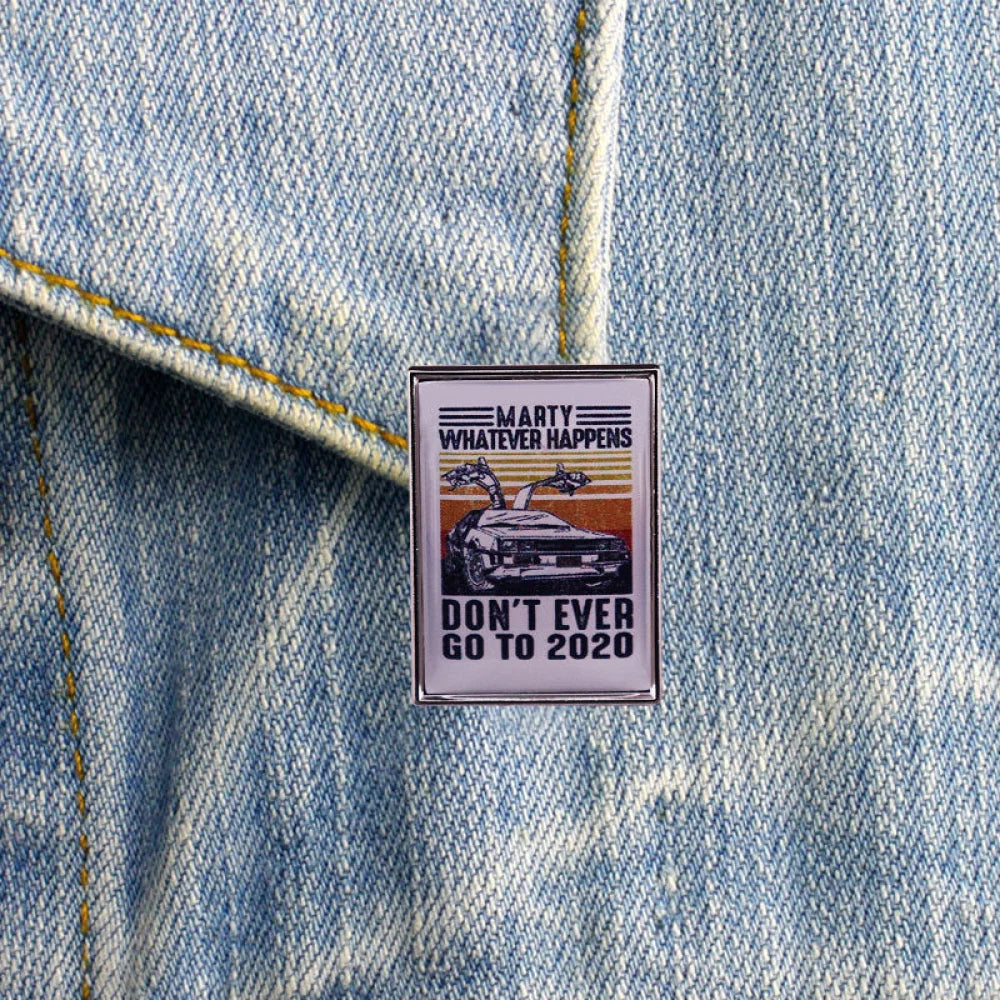 MARTY
WHATEVER HAPPENS
DON'T EVER
GO TO 2020